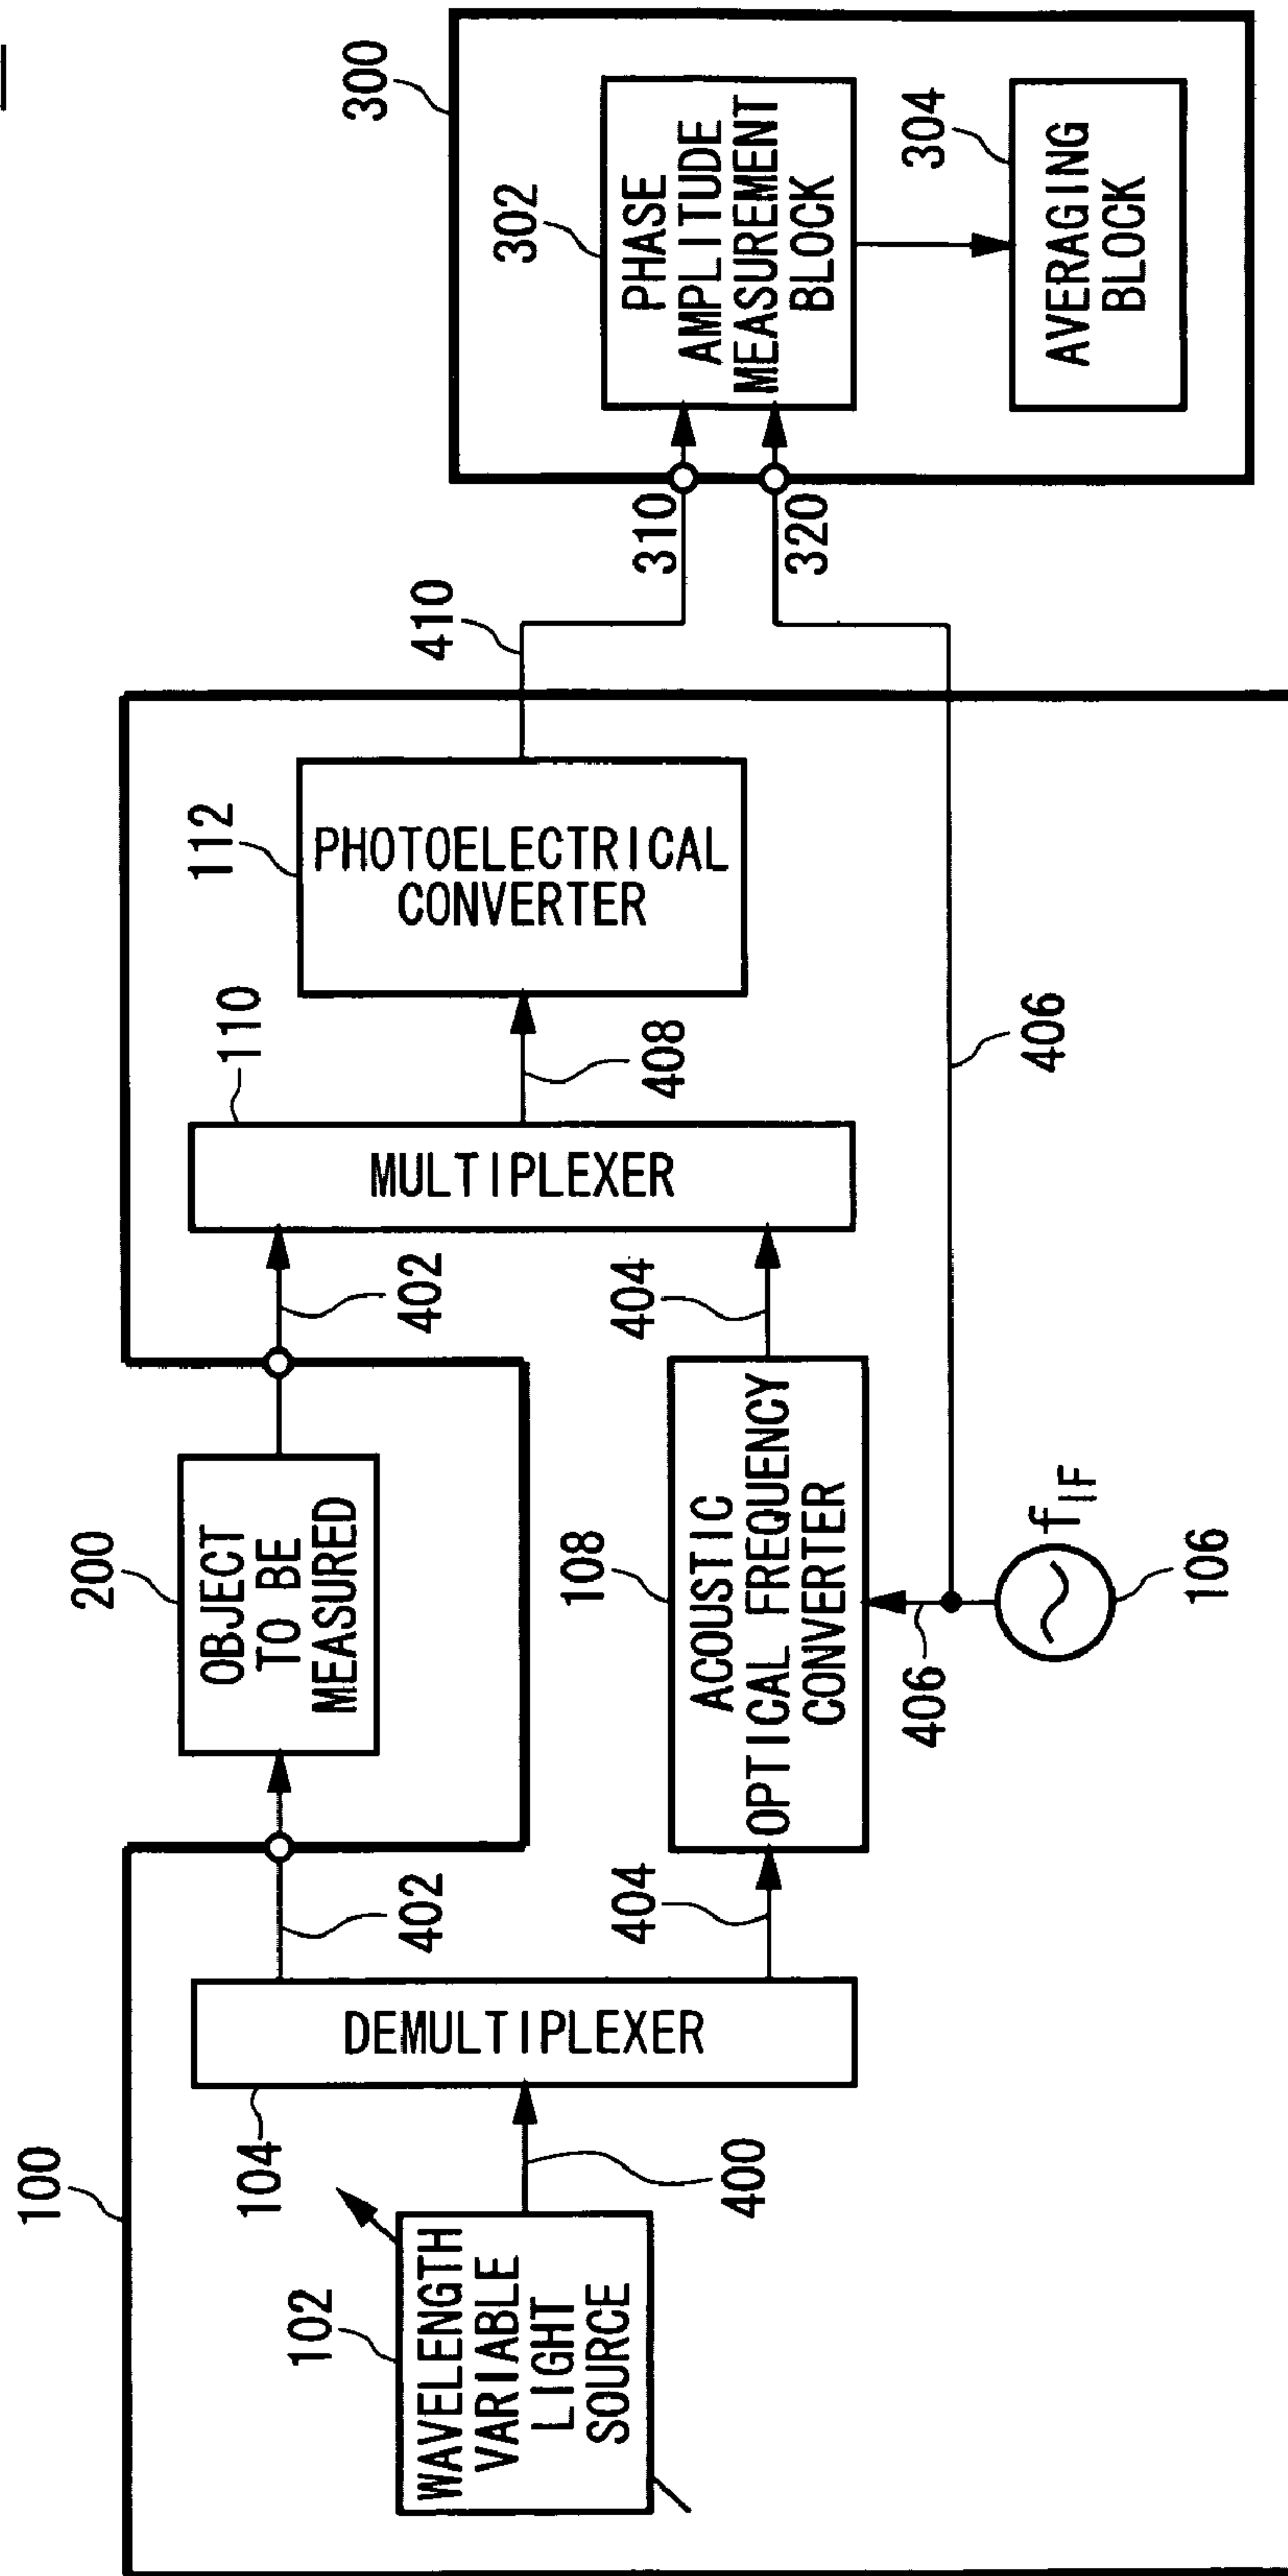 100
102
WAVELENGTH
VARIABLE
LIGHT
SOURCE
400
104
DEMULTIPLEXER
402
404
200
OBJECT
TO BE
MEASURED
108
ACOUSTIC
OPTICAL FREQUENCY
CONVERTER
406
fIF
106
402
404
110
MULTIPLEXER
408
406
112
PHOTOELECTRICAL
CONVERTER
410
310
320
300
302
PHASE
AMPLITUDE
MEASUREMENT
BLOCK
304
AVERAGING
BLOCK